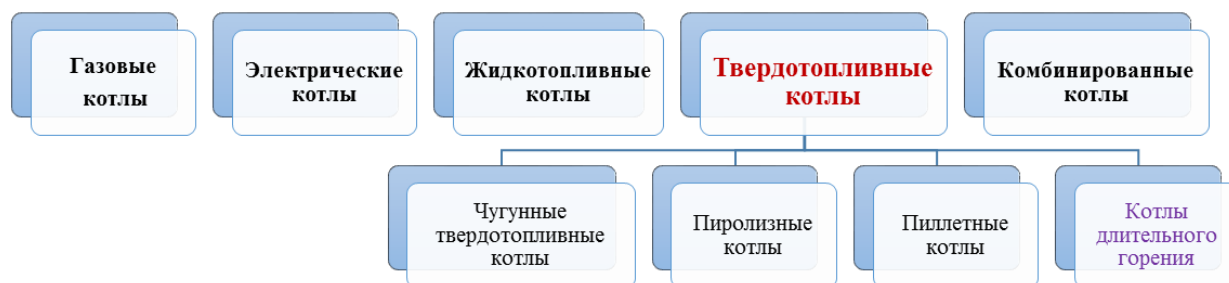 Газовые
котлы
Электрические
котлы
Жидкотопливные
котлы
Твердотопливные
котлы
Комбинированные
котлы
Чугунные
твердотопливные
котлы
Пиролизные
котлы
Пиллетные
котлы
Котлы
длительного
горения